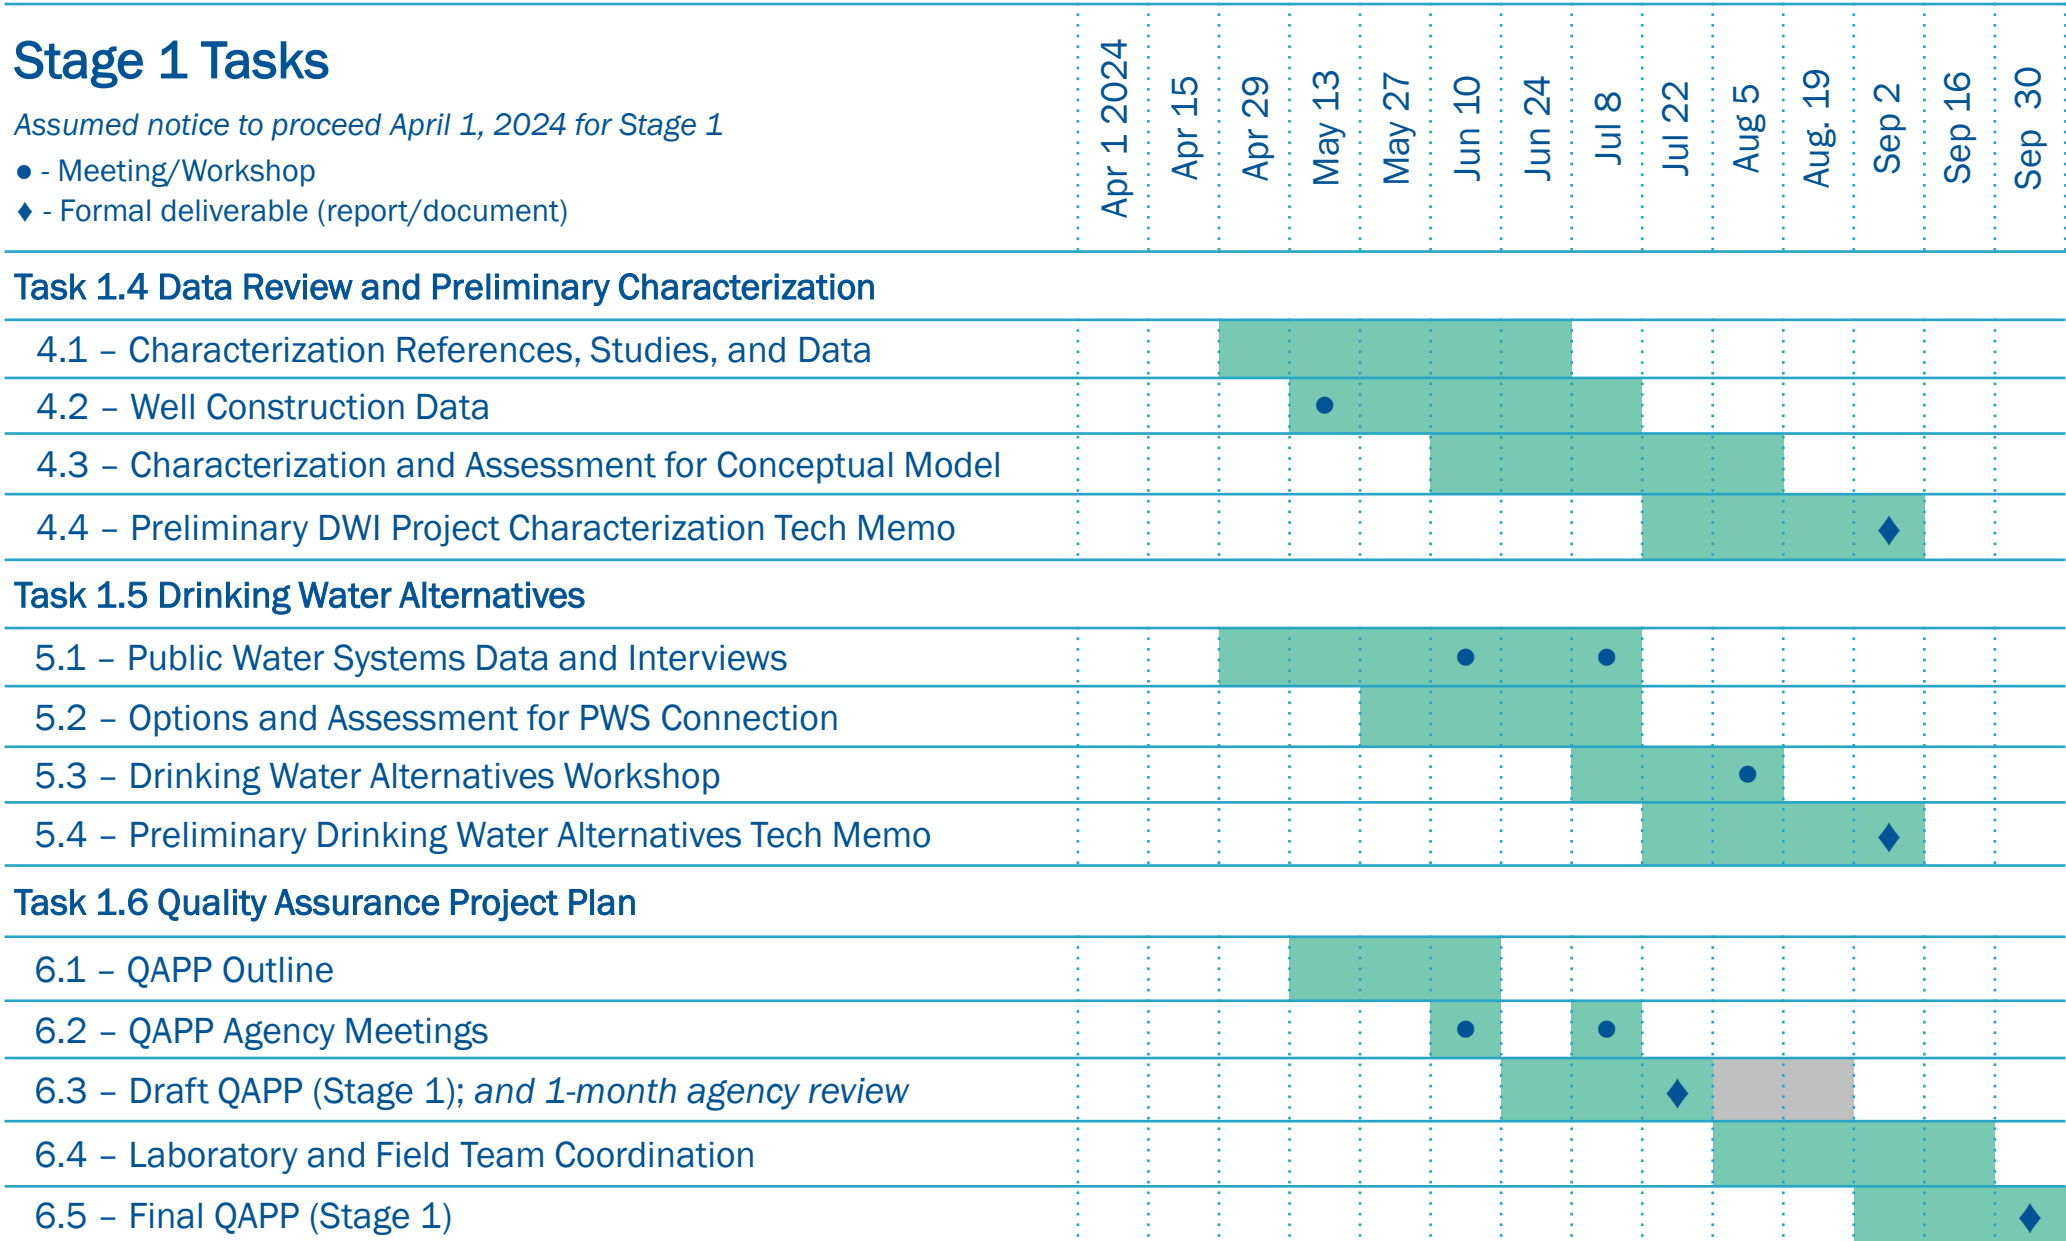 Stage 1 Tasks
Assumed notice to proceed April 1, 2024 for Stage 1
● - Meeting/Workshop
♦ - Formal deliverable (report/document)
Apr 1 2024
Apr 15
Apr 29
May 13
May 27
Jun 10
Jun 24
Jul 8
Jul 22
Aug 5
Aug. 19
Sep 2
Sep 16
Sep 30
Task 1.4 Data Review and Preliminary Characterization
4.1 – Characterization References, Studies, and Data
4.2 – Well Construction Data
4.3 – Characterization and Assessment for Conceptual Model
4.4 – Preliminary DWI Project Characterization Tech Memo
Task 1.5 Drinking Water Alternatives
5.1 – Public Water Systems Data and Interviews
5.2 – Options and Assessment for PWS Connection
5.3 – Drinking Water Alternatives Workshop
5.4 – Preliminary Drinking Water Alternatives Tech Memo
Task 1.6 Quality Assurance Project Plan
6.1 – QAPP Outline
6.2 – QAPP Agency Meetings
6.3 – Draft QAPP (Stage 1); and 1-month agency review
6.4 – Laboratory and Field Team Coordination
6.5 – Final QAPP (Stage 1)